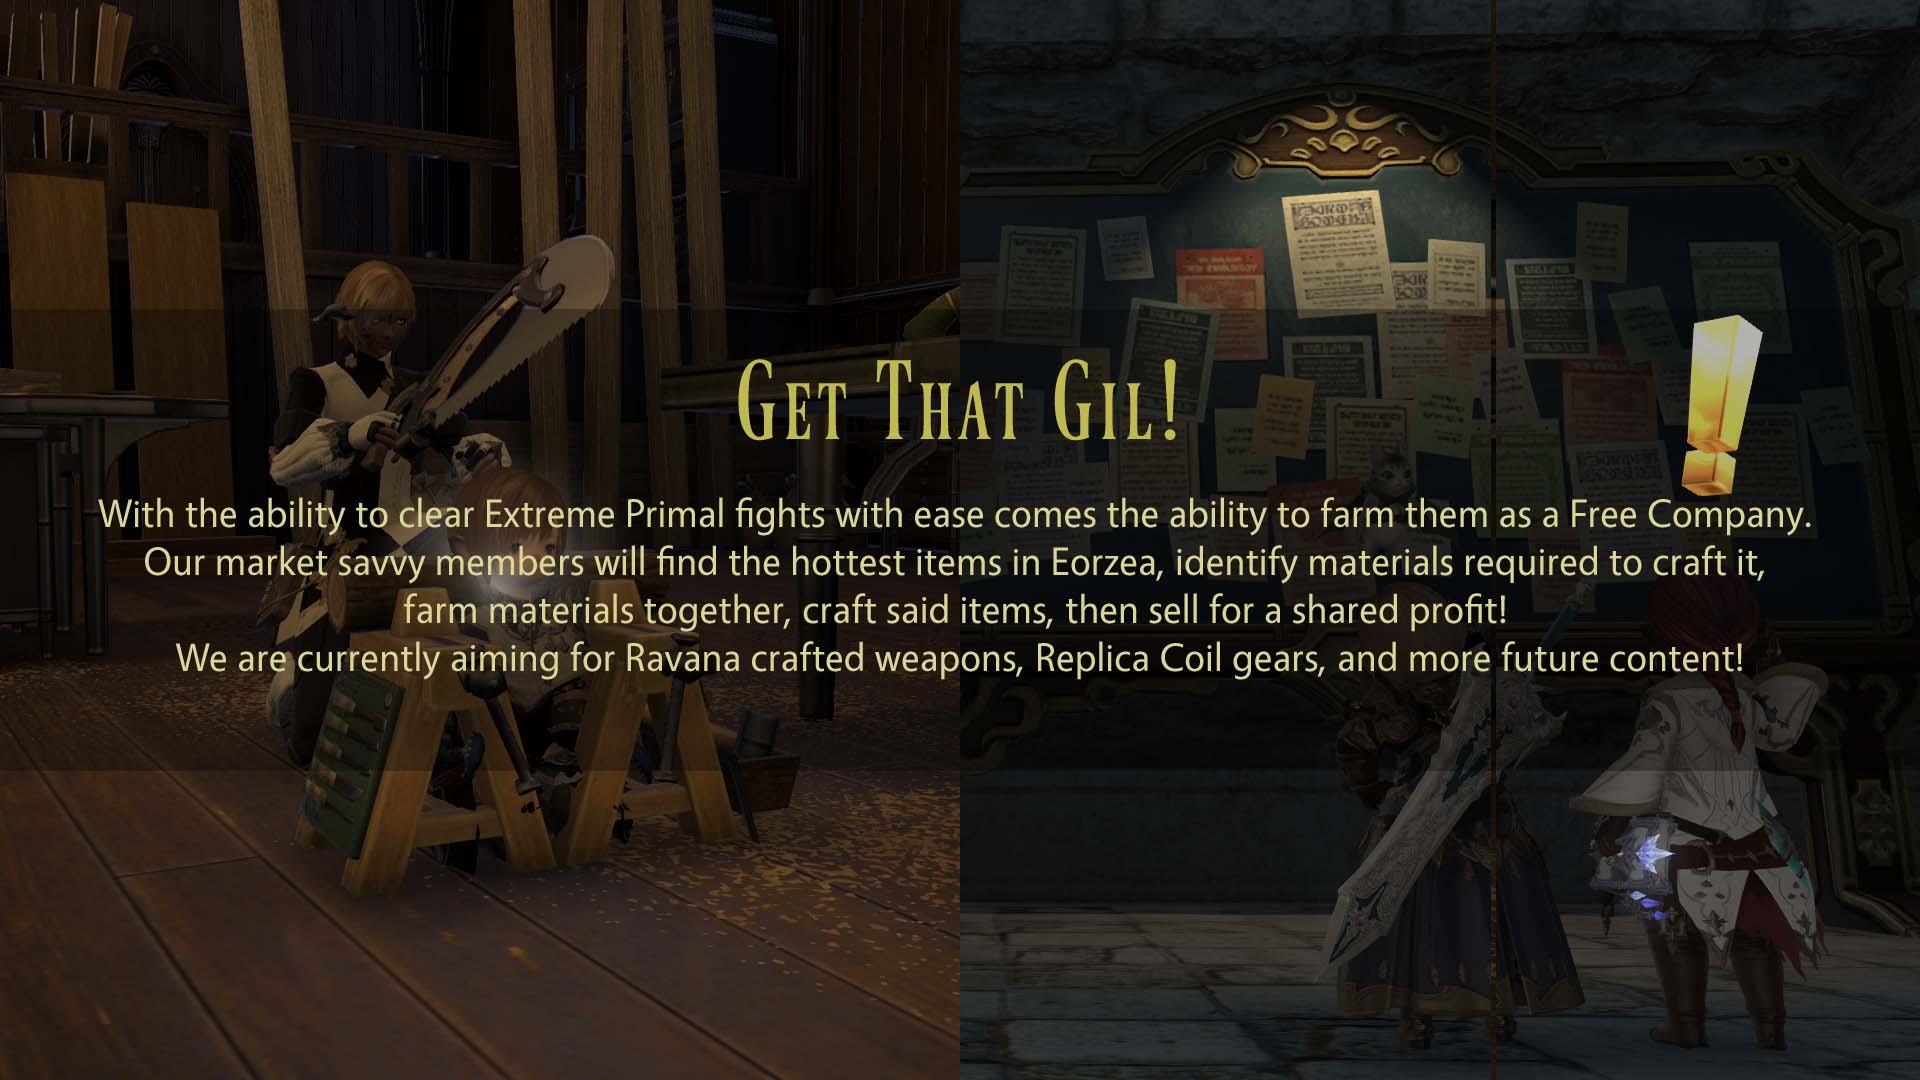 Get That Gil!
With the ability to clear Extreme Primal fights with ease comes the ability to farm them as a Free Company.
Our market savvy members will find the hottest items in Eorzea, identify materials required to craft it,
farm materials together, craft said items, then sell for a shared profit!
We are currently aiming for Ravana crafted weapons, Replica Coil gears, and more future content!